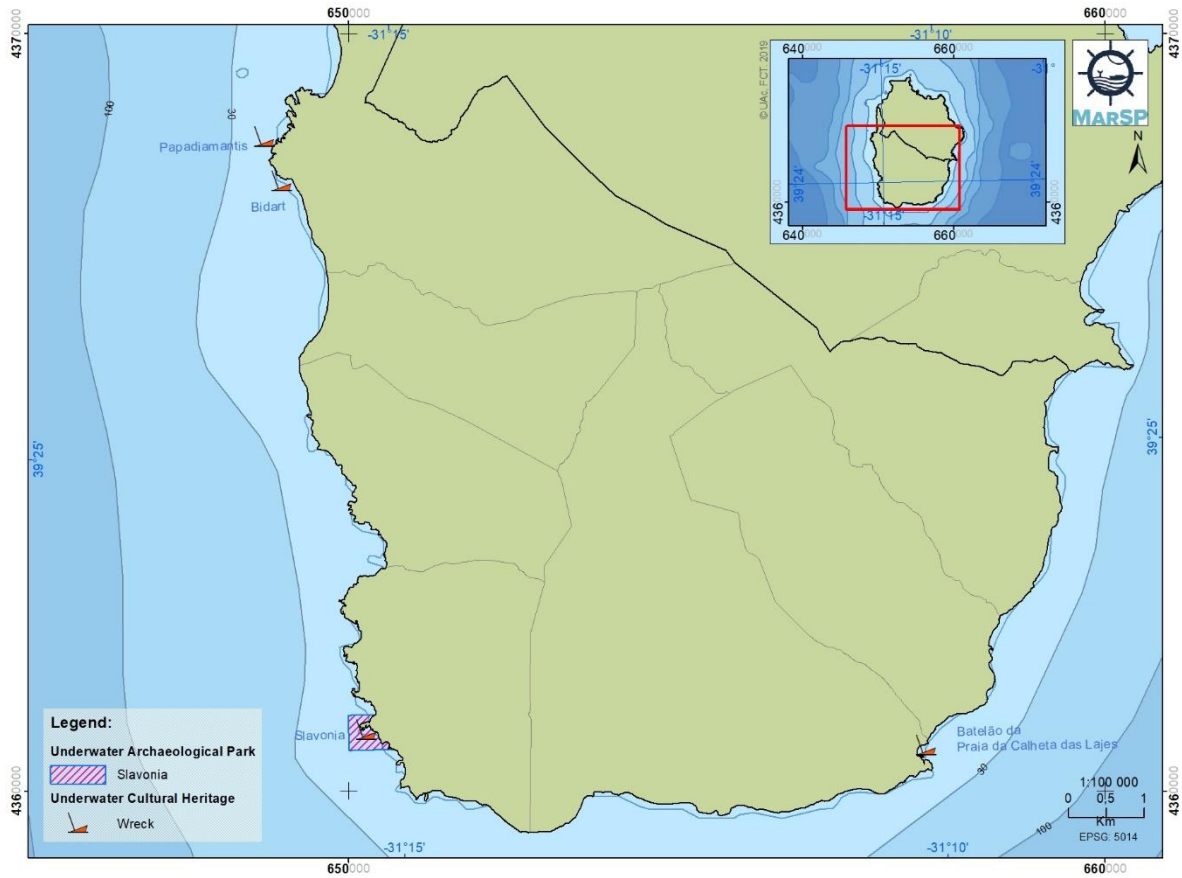 650000
660000
-31°15'
-31°10'
4370000
4370000
© UAc. FCT. 2019
640000
660000
-31°15'
-31°
39°24'
39°24'
4360000
4360000
-31°15'
640000
660000
MarSP
N
100
30
Papadiamantis
Bidart
39°25'
39°25'
Legend:
Underwater Archaeological Park
Slavonia
Underwater Cultural Heritage
Wreck
Slavonia
Batelão da
Praia da Calheta das Lajes
30
100
1:100 000
0 0,5 1
Km
EPSG: 5014
4360000
4360000
-31°15'
-31°10'
650000
660000